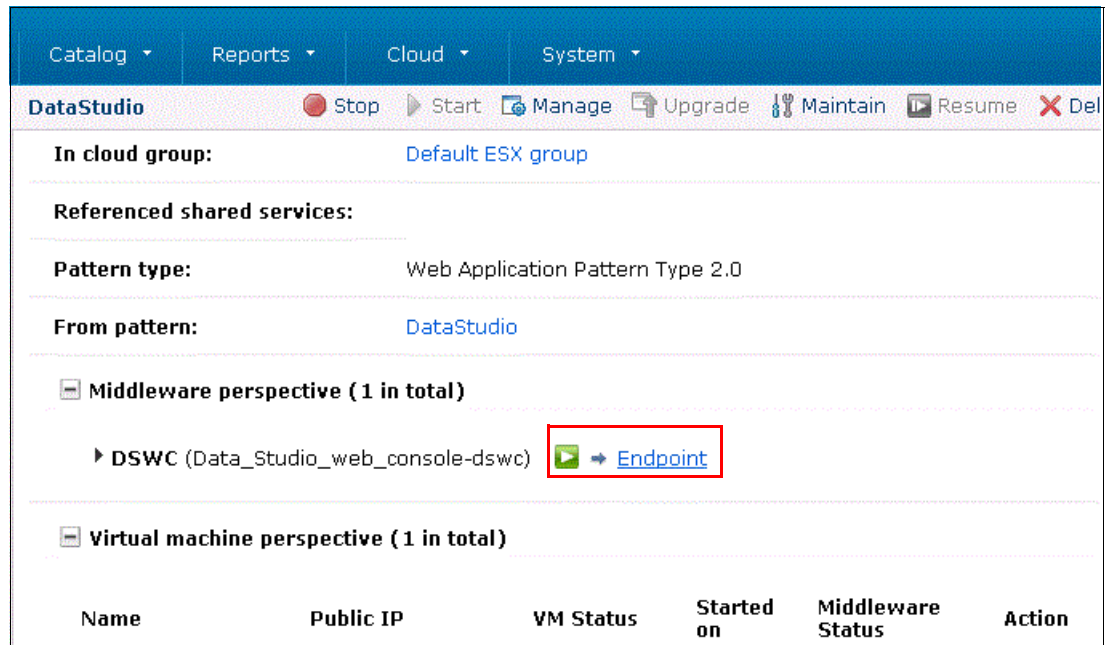 Catalog Reports Cloud System
DataStudio Stop Start Manage Upgrade Maintain Resume Del
In cloud group: Default ESX group
Referenced shared services:
Pattern type: Web Application Pattern Type 2.0
From pattern: DataStudio
Middleware perspective (1 in total)
DSWC (Data_Studio_web_console-dswc) Endpoint
Virtual machine perspective (1 in total)
Name Public IP VM Status Started on Middleware Status Action